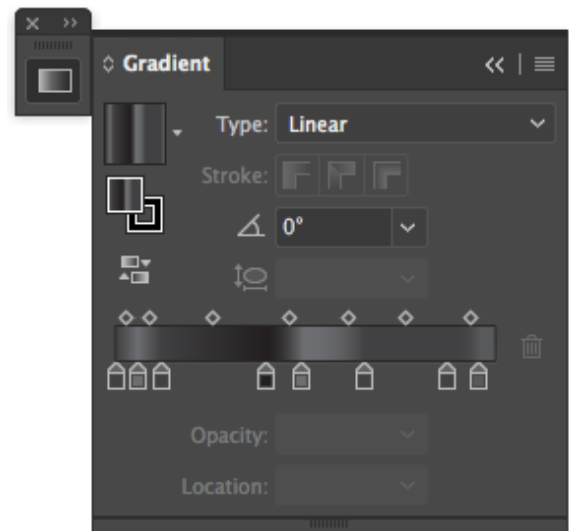 Gradient
Type: Linear
Stroke:
0°
Opacity:
Location: